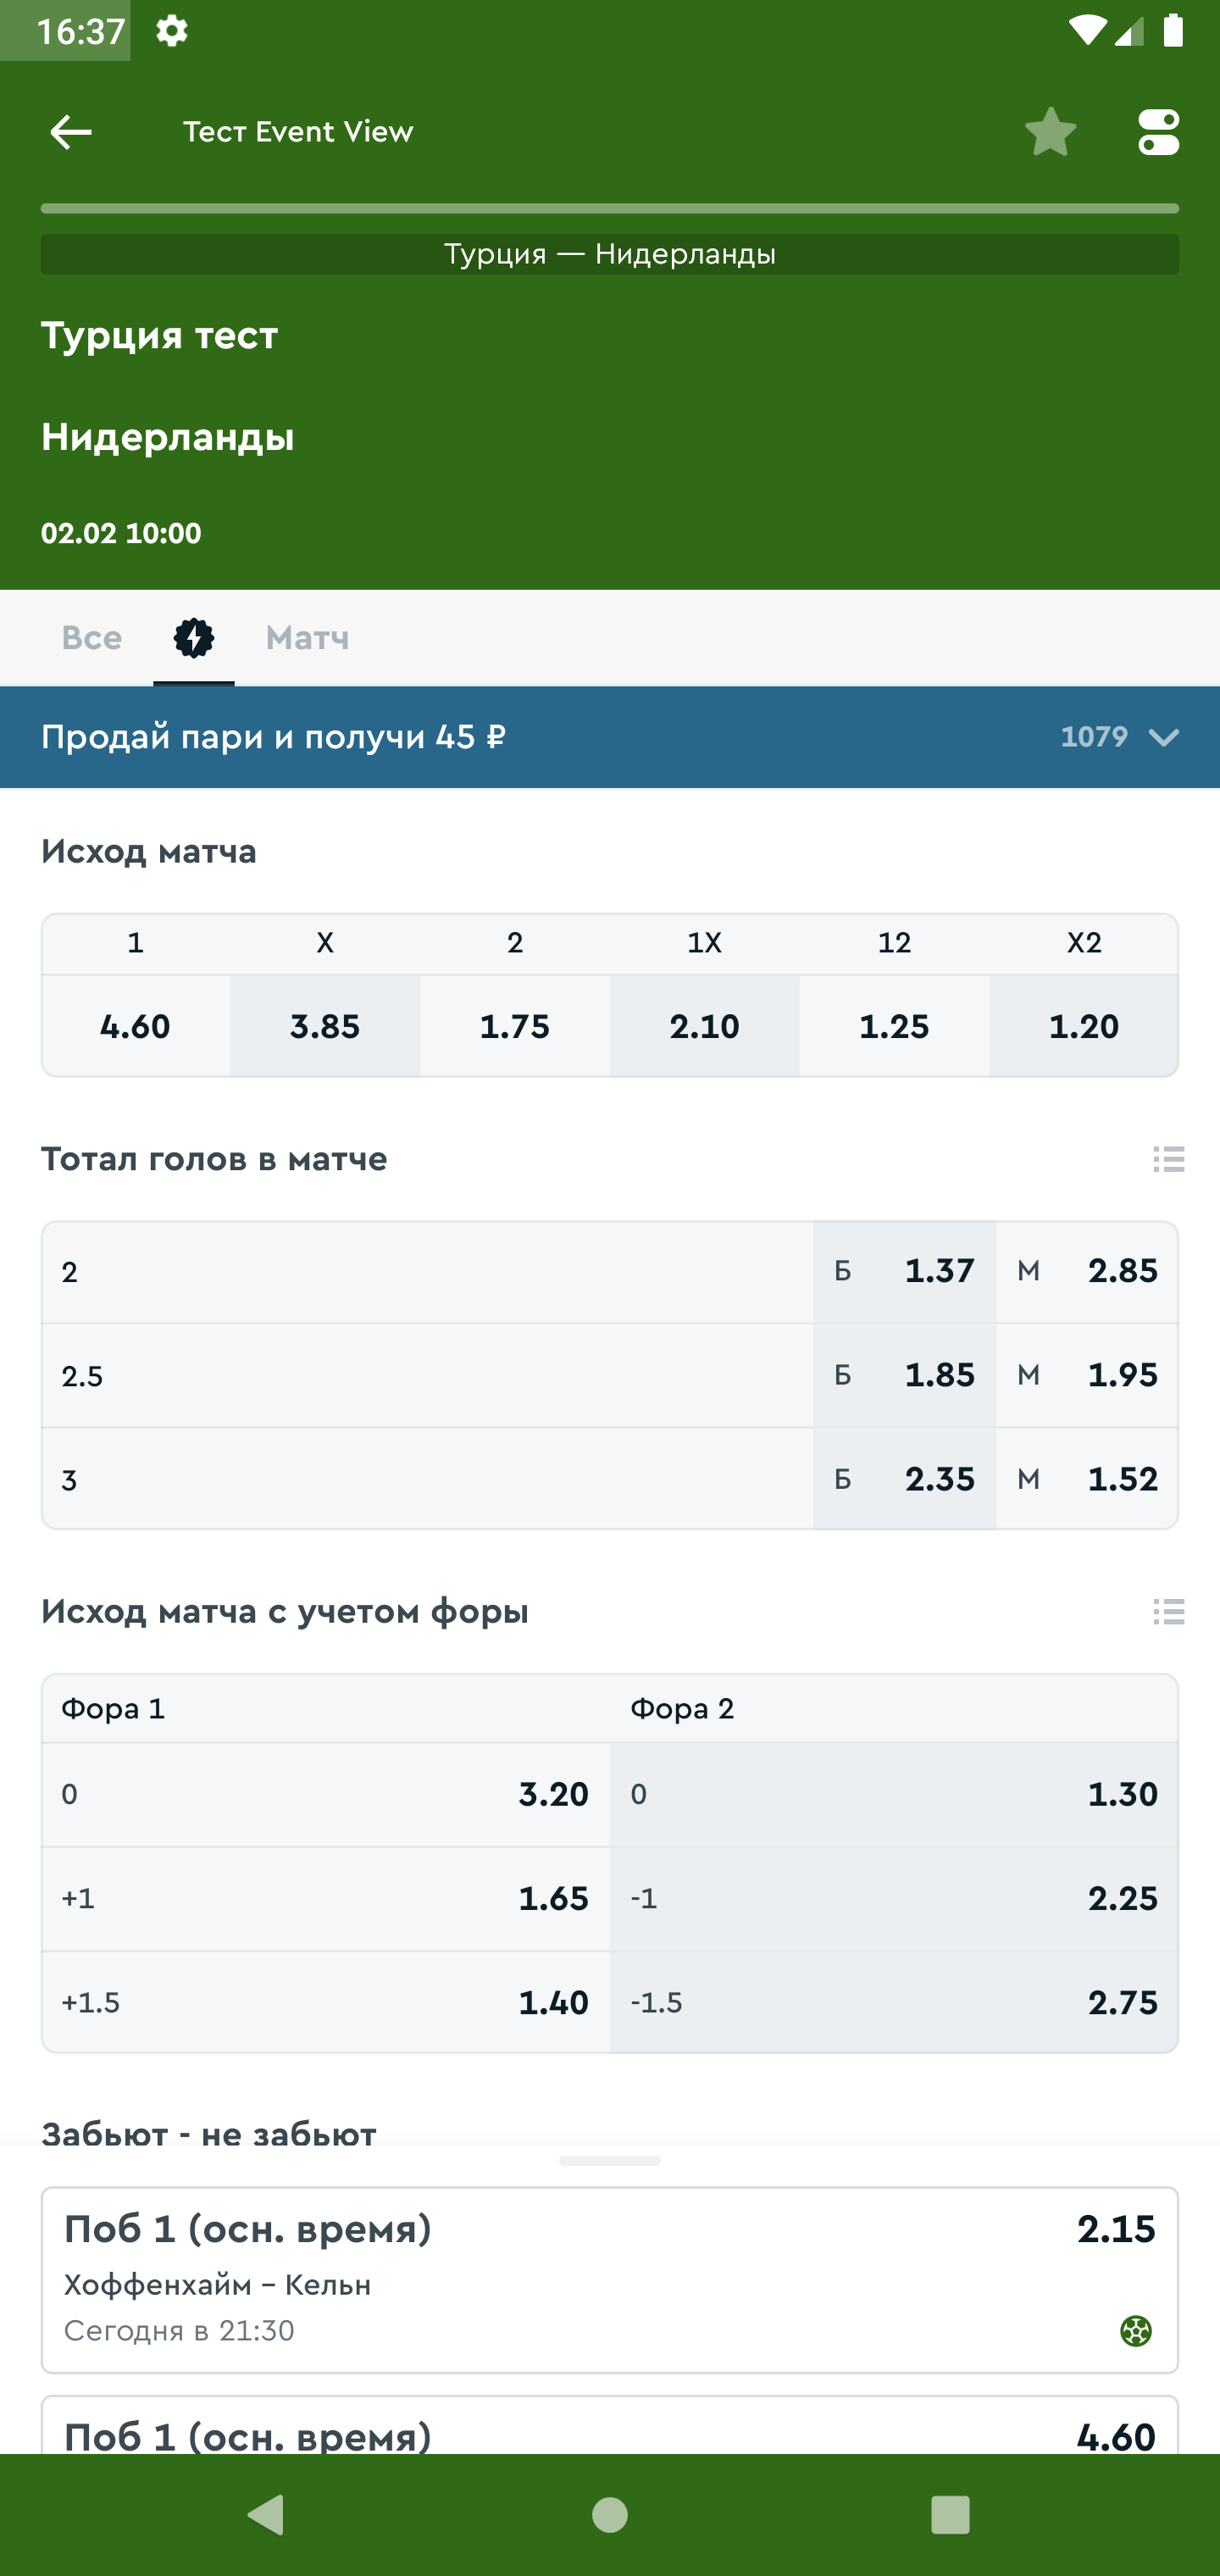 16:37
Тест Event View
Турция — Нидерланды
Турция тест
Нидерланды
02.02 10:00
Все Матч
Продай пари и получи 45 ₽ 1079
Исход матча
1 X 2 1X 12 X2
4.60 3.85 1.75 2.10 1.25 1.20
Тотал голов в матче
2 Б 1.37 М 2.85
2.5 Б 1.85 М 1.95
3 Б 2.35 М 1.52
Исход матча с учетом форы
Фора 1 Фора 2
0 3.20 0 1.30
+1 1.65 -1 2.25
+1.5 1.40 -1.5 2.75
Забьют - не забьют
Поб 1 (осн. время) 2.15
Хоффенхайм – Кельн
Сегодня в 21:30
Поб 1 (осн. время) 4.60